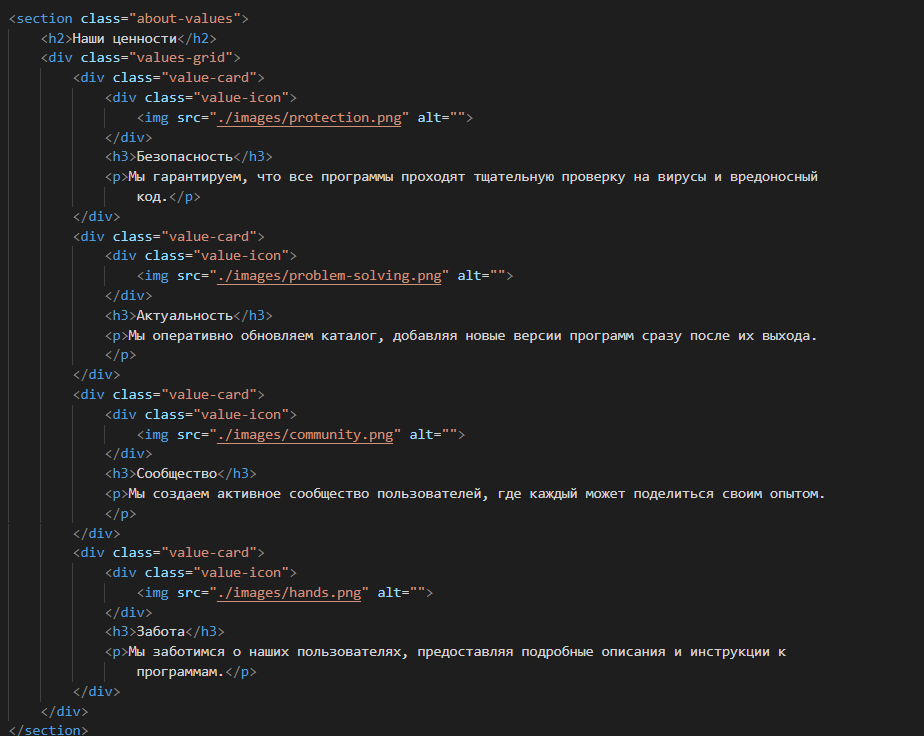 <section class="about-values">
    <h2>Наши ценности</h2>
    <div class="values-grid">
        <div class="value-card">
            <div class="value-icon">
                <img src="./images/protection.png" alt="">
            </div>
            <h3>Безопасность</h3>
            <p>Мы гарантируем, что все программы проходят тщательную проверку на вирусы и вредоносный
                код.</p>
        </div>
        <div class="value-card">
            <div class="value-icon">
                <img src="./images/problem-solving.png" alt="">
            </div>
            <h3>Актуальность</h3>
            <p>Мы оперативно обновляем каталог, добавляя новые версии программ сразу после их выхода.
            </p>
        </div>
        <div class="value-card">
            <div class="value-icon">
                <img src="./images/community.png" alt="">
            </div>
            <h3>Сообщество</h3>
            <p>Мы создаем активное сообщество пользователей, где каждый может поделиться своим опытом.
            </p>
        </div>
        <div class="value-card">
            <div class="value-icon">
                <img src="./images/hands.png" alt="">
            </div>
            <h3>Забота</h3>
            <p>Мы заботимся о наших пользователях, предоставляя подробные описания и инструкции к
                программам.</p>
        </div>
    </div>
</section>